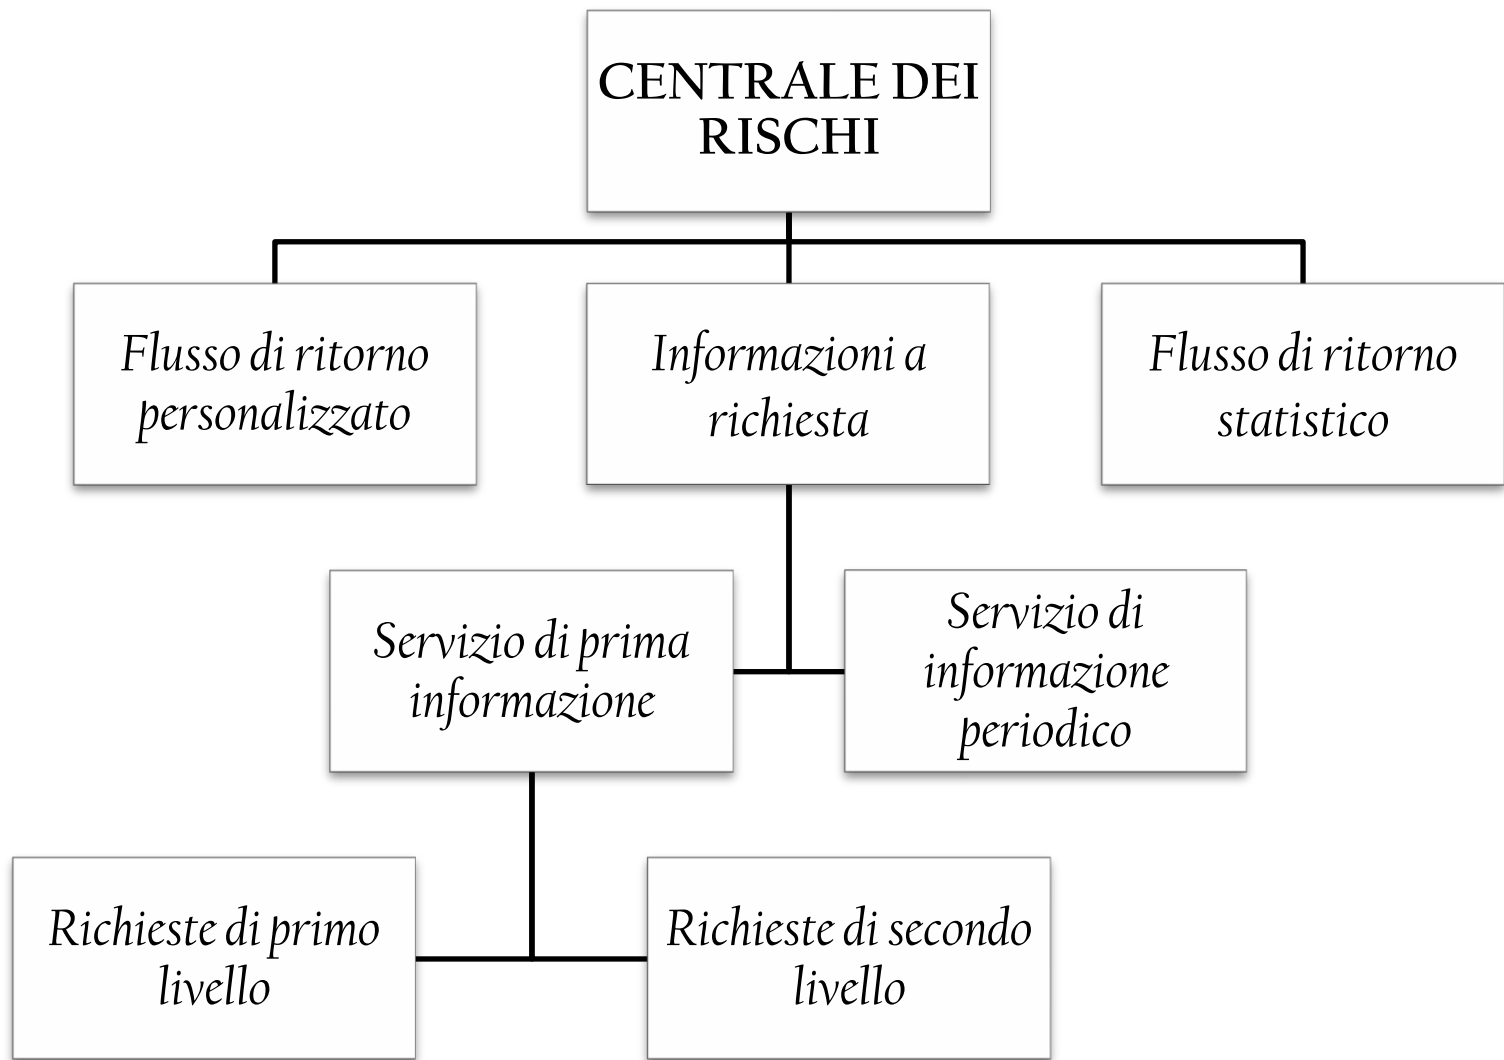 CENTRALE DEI
RISCHI
Flusso di ritorno
personalizzato
Informazioni a
richiesta
Flusso di ritorno
statistico
Servizio di prima
informazione
Servizio di
informazione
periodico
Richieste di primo
livello
Richieste di secondo
livello